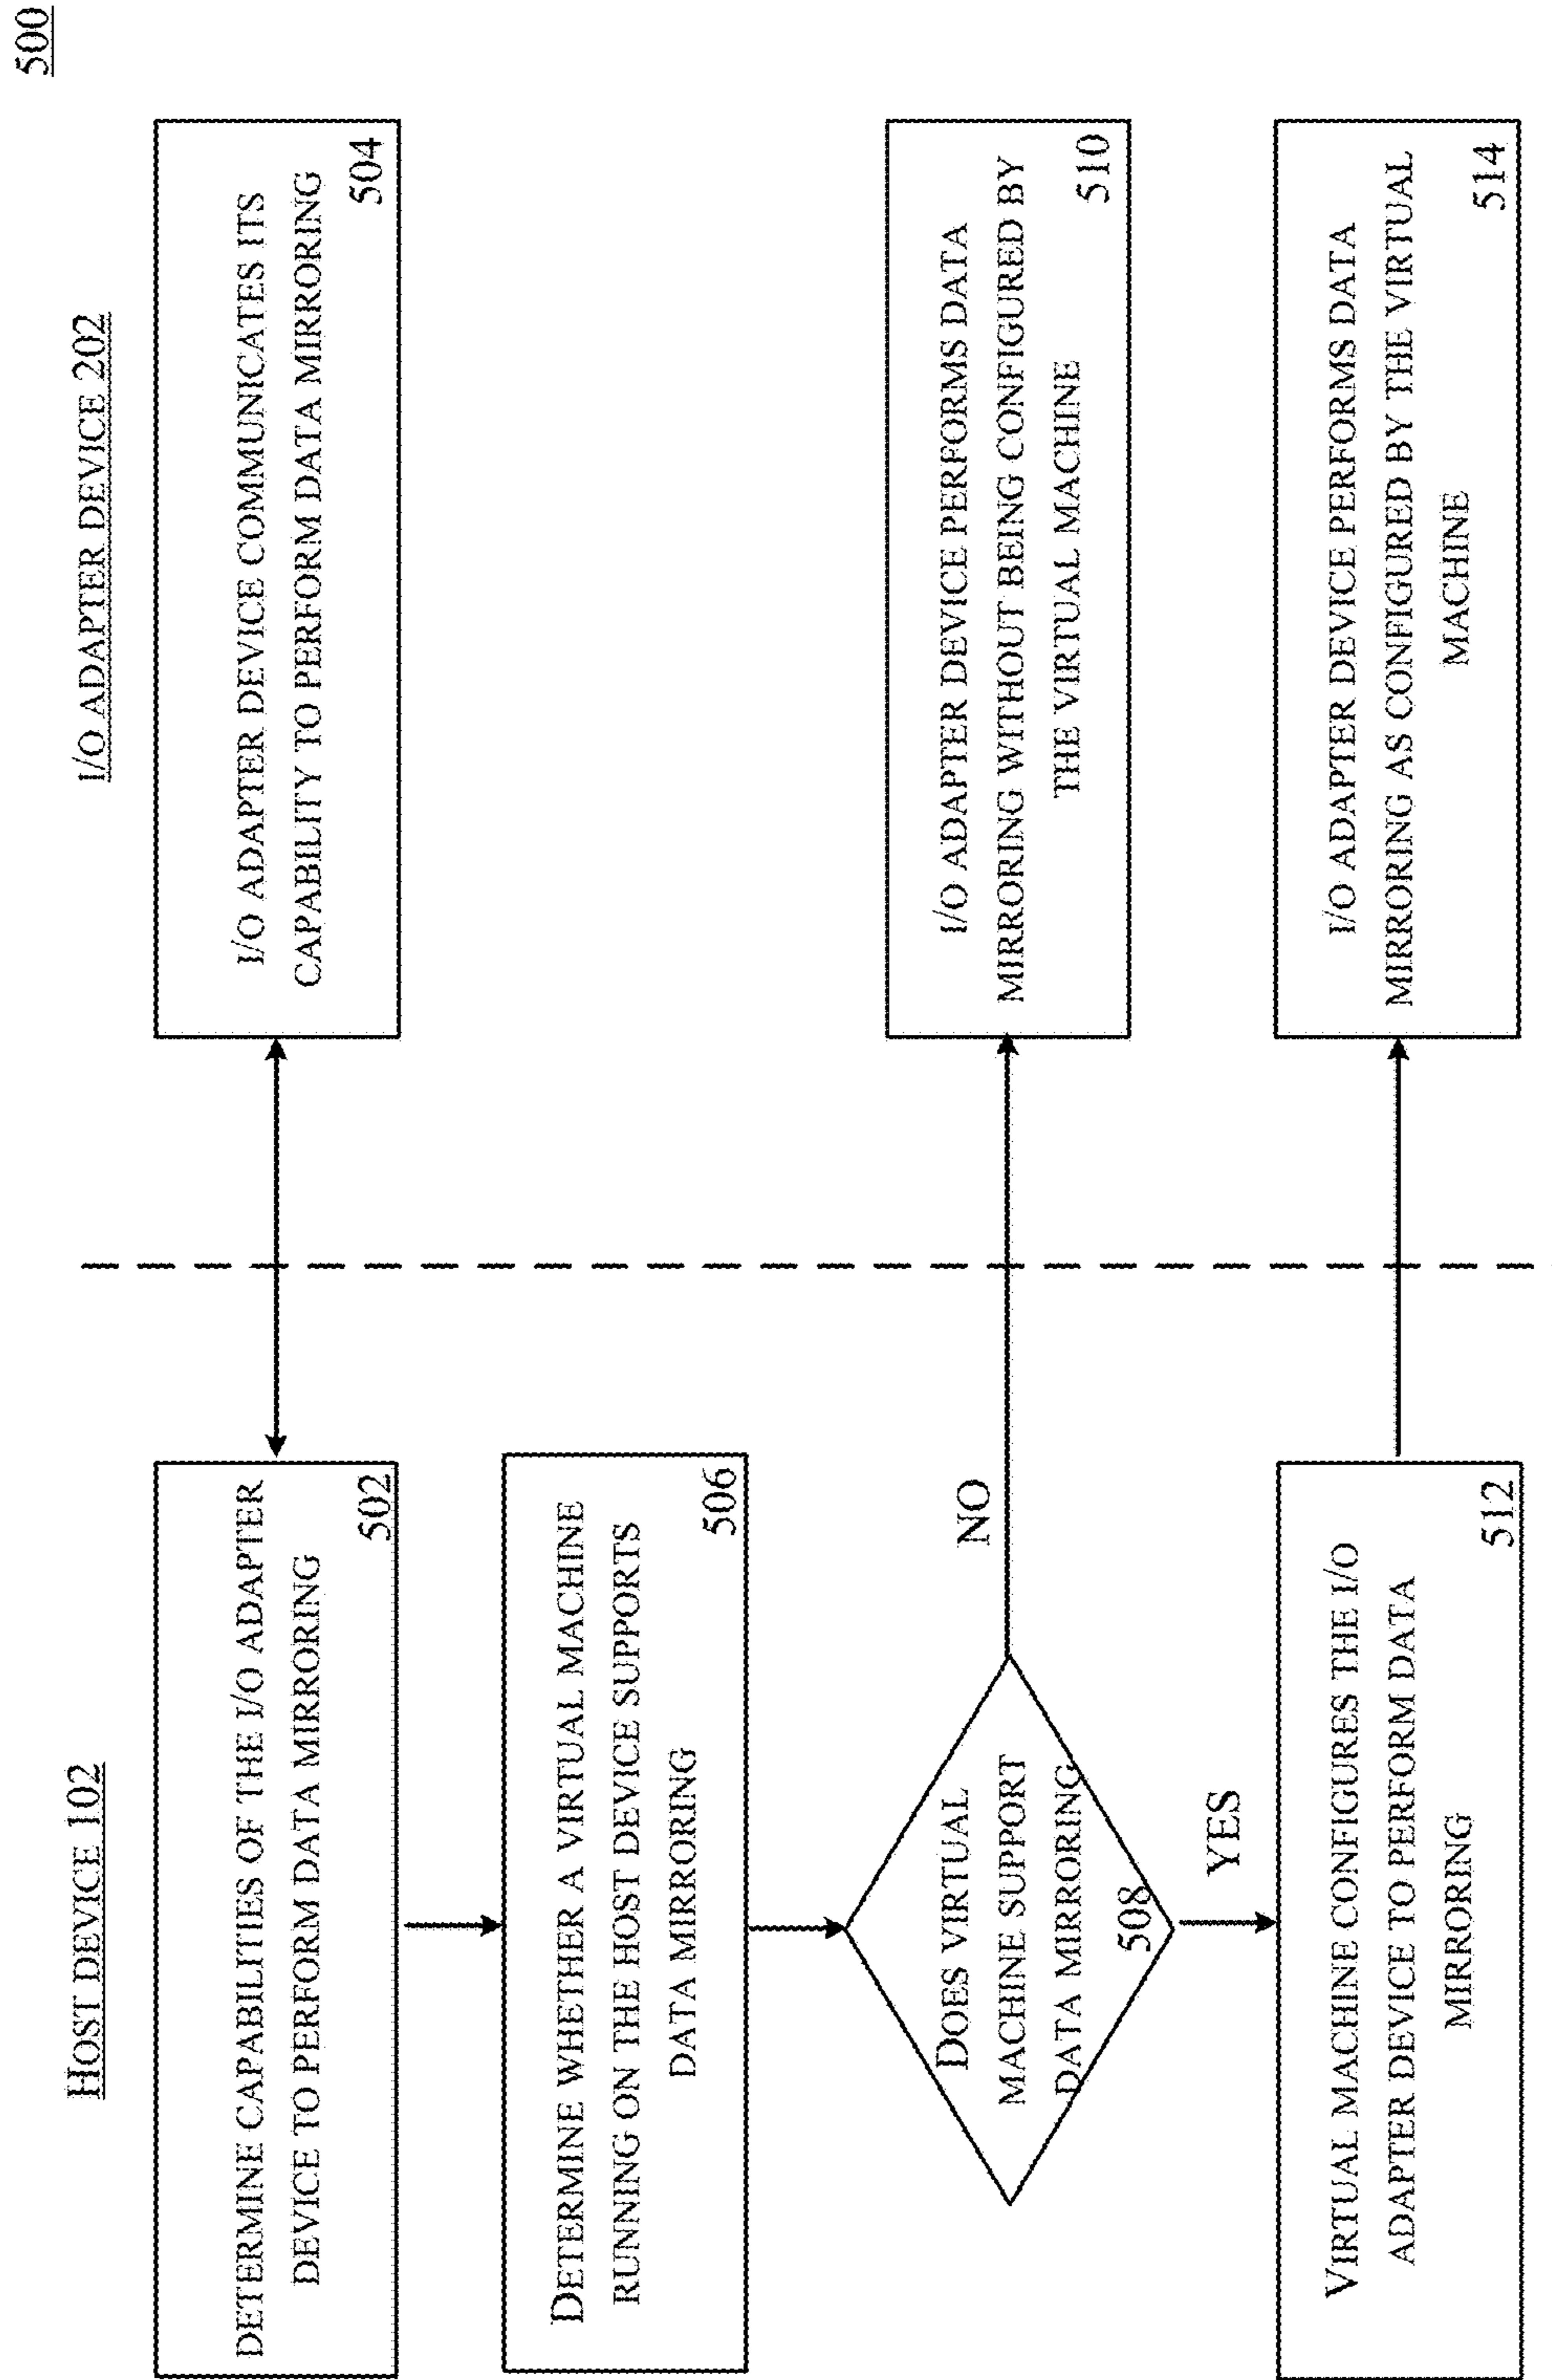 500
HOST DEVICE 102
I/O ADAPTER DEVICE 202
DETERMINE CAPABILITIES OF THE I/O ADAPTER
DEVICE TO PERFORM DATA MIRRORING
502
I/O ADAPTER DEVICE COMMUNICATES ITS
CAPABILITY TO PERFORM DATA MIRRORING
504
DETERMINE WHETHER A VIRTUAL MACHINE
RUNNING ON THE HOST DEVICE SUPPORTS
DATA MIRRORING
506
DOES VIRTUAL
MACHINE SUPPORT
DATA MIRRORING
508
NO
I/O ADAPTER DEVICE PERFORMS DATA
MIRRORING WITHOUT BEING CONFIGURED BY
THE VIRTUAL MACHINE
510
YES
VIRTUAL MACHINE CONFIGURES THE I/O
ADAPTER DEVICE TO PERFORM DATA
MIRRORING
512
I/O ADAPTER DEVICE PERFORMS DATA
MIRRORING AS CONFIGURED BY THE VIRTUAL
MACHINE
514